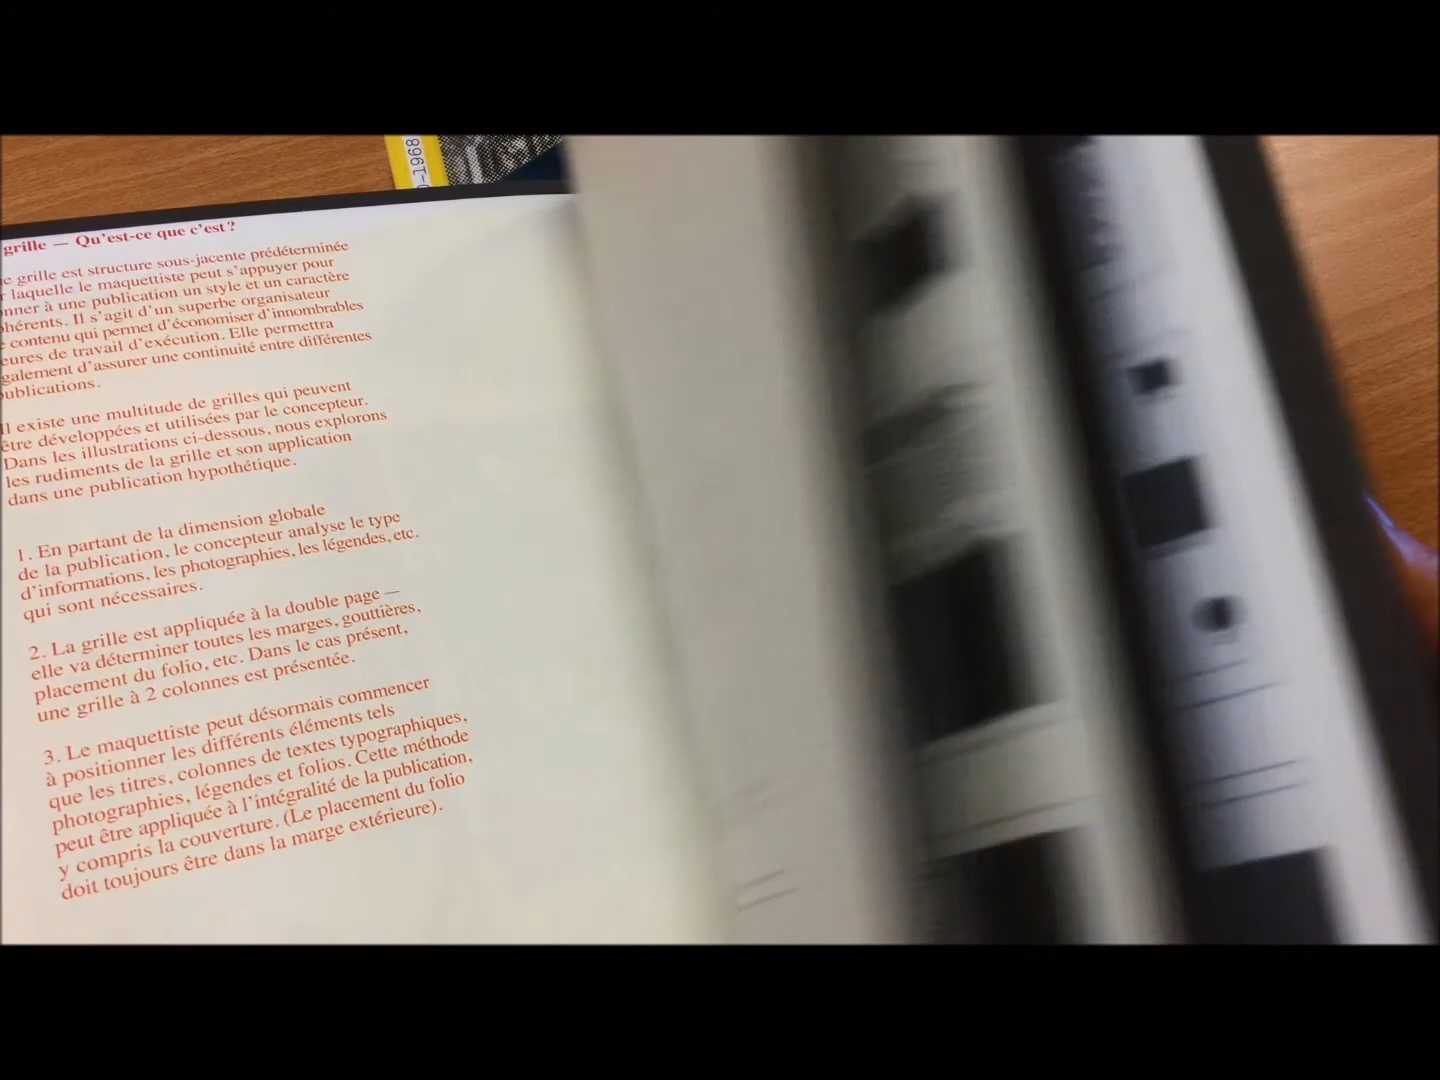 grille — Qu'est-ce que c'est ?
grille est structure sous-jacente prédéterminée
laquelle le maquettiste peut s'appuyer pour
à une publication un style et un caractère
Il s'agit d'un superbe organisateur
contenu qui permet d'économiser d'innombrables
de travail d'exécution. Elle permettra
d'assurer une continuité entre différentes
Il existe une multitude de grilles qui peuvent
être développées et utilisées par le concepteur.
Dans les illustrations ci-dessous, nous explorons
les rudiments de la grille et son application
dans une publication hypothétique.
1. En partant de la dimension globale
de la publication, le concepteur analyse le type
d'informations, les photographies, les légendes, etc.
qui sont nécessaires.
2. La grille est appliquée à la double page —
elle va déterminer toutes les marges, gouttières,
placement du folio, etc. Dans le cas présent,
une grille à 2 colonnes est présentée.
3. Le maquettiste peut désormais commencer
à positionner les différents éléments tels
que les titres, colonnes de textes typographiques,
photographies, légendes et folios. Cette méthode
peut être appliquée à l'intégralité de la publication,
y compris la couverture. (Le placement du folio
doit toujours être dans la marge extérieure).
-1968